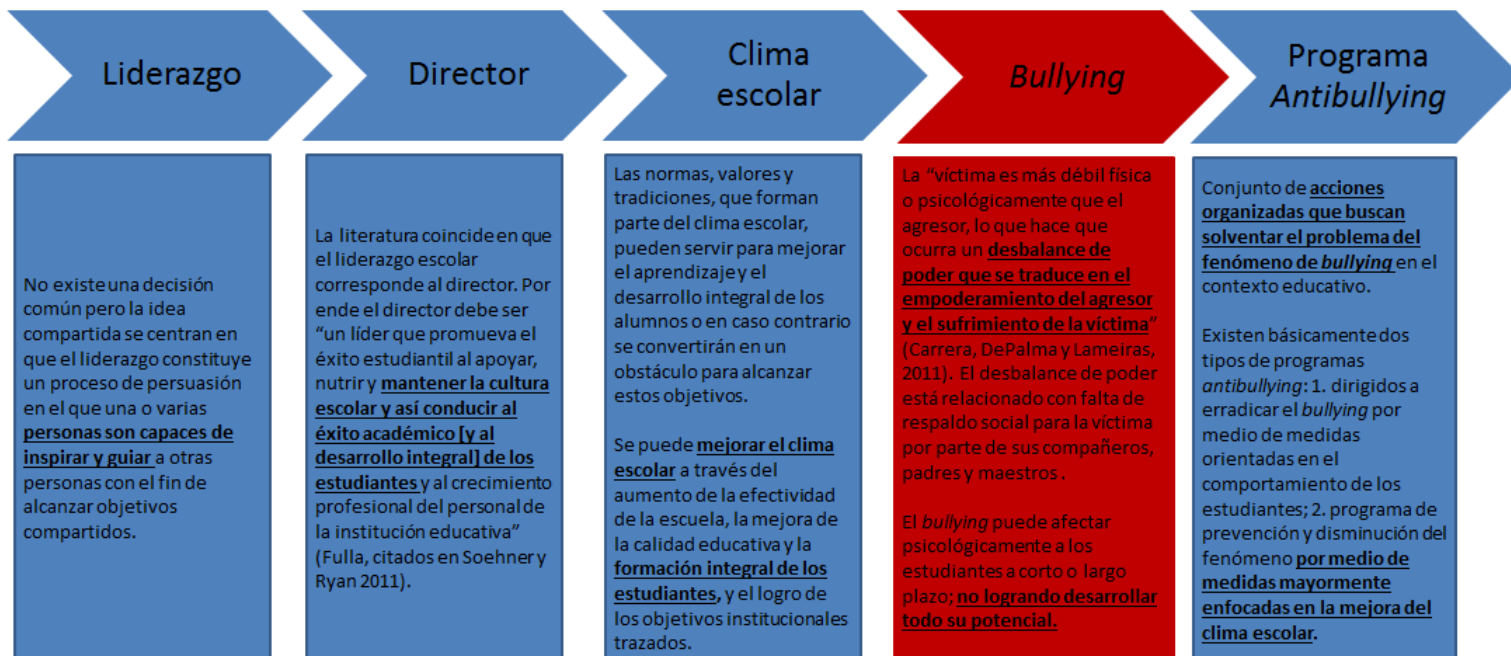 Liderazgo
No existe una decisión
común pero la idea
compartida se centran en
que el liderazgo constituye
un proceso de persuasión
en el que una o varias
personas son capaces de
inspirar y guiar a otras
personas con el fin de
alcanzar objetivos
compartidos.
Director
La literatura coincide en que
el liderazgo escolar
corresponde al director. Por
ende el director debe ser
“un líder que promueva el
éxito estudiantil al apoyar,
nutrir y mantener la cultura
escolar y así conducir al
éxito académico [y al
desarrollo integral] de los
estudiantes y al crecimiento
profesional del personal de
la institución educativa”
(Fulla, citados en Soehner y
Ryan 2011).
Clima
escolar
Las normas, valores y
tradiciones, que forman
parte del clima escolar,
pueden servir para mejorar
el aprendizaje y el
desarrollo integral de los
alumnos o en caso contrario
se convertirán en un
obstáculo para alcanzar
estos objetivos.
Se puede mejorar el clima
escolar a través del
aumento de la efectividad
de la escuela, la mejora de
la calidad educativa y la
formación integral de los
estudiantes, y el logro de
los objetivos institucionales
trazados.
Bullying
La “víctima es más débil física
o psicológicamente que el
agresor, lo que hace que
ocurra un desbalance de
poder que se traduce en el
empoderamiento del agresor
y el sufrimiento de la víctima”
(Carrera, DePalma y Lameiras,
2011). El desbalance de poder
está relacionado con falta de
respaldo social para la víctima
por parte de sus compañeros,
padres y maestros .
El bullying puede afectar
psicológicamente a los
estudiantes a corto o largo
plazo; no logrando desarrollar
todo su potencial.
Programa
Antibullying
Conjunto de acciones
organizadas que buscan
solventar el problema del
fenómeno de bullying en el
contexto educativo.
Existen básicamente dos
tipos de programas
antibullying: 1. dirigidos a
erradicar el bullying por
medio de medidas
orientadas en el
comportamiento de los
estudiantes; 2. programa de
prevención y disminución del
fenómeno por medio de
medidas mayormente
enfocadas en la mejora del
clima escolar.